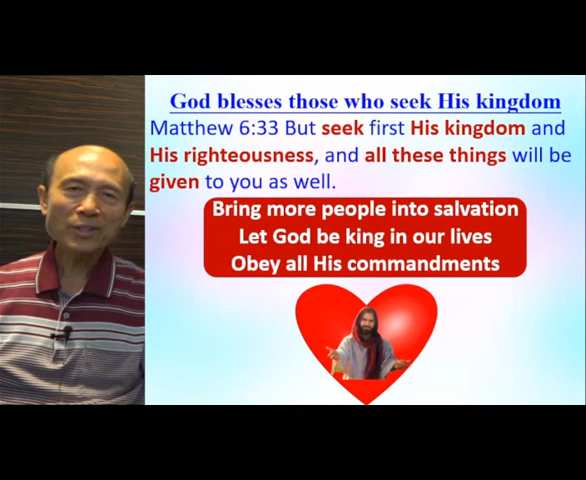 God blesses those who seek His kingdom
Matthew 6:33 But seek first His kingdom and
His righteousness, and all these things will be
given to you as well.
Bring more people into salvation
Let God be king in our lives
Obey all His commandments